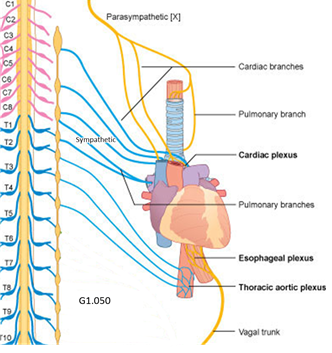 C1
C2
C3
C4
C5
C6
C7
C8
T1
T2
T3
T4
T5
T6
T7
T8
T9
T10
Parasympathetic [X]
Sympathetic
Cardiac branches
Pulmonary branch
Cardiac plexus
Pulmonary branches
Esophageal plexus
Thoracic aortic plexus
Vagal trunk
G1.050